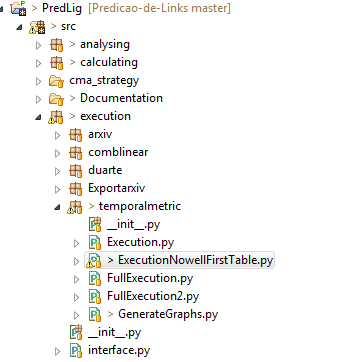 > PredLig [Predicao-de-Links master]
> src
> analysing
> calculating
cma_strategy
> Documentation
> execution
arxiv
comblinear
duarte
Exportarxiv
> temporalmetric
__init__.py
Execution.py
> ExecutionNowellFirstTable.py
FullExecution.py
FullExecution2.py
> GenerateGraphs.py
__init__.py
interface.py